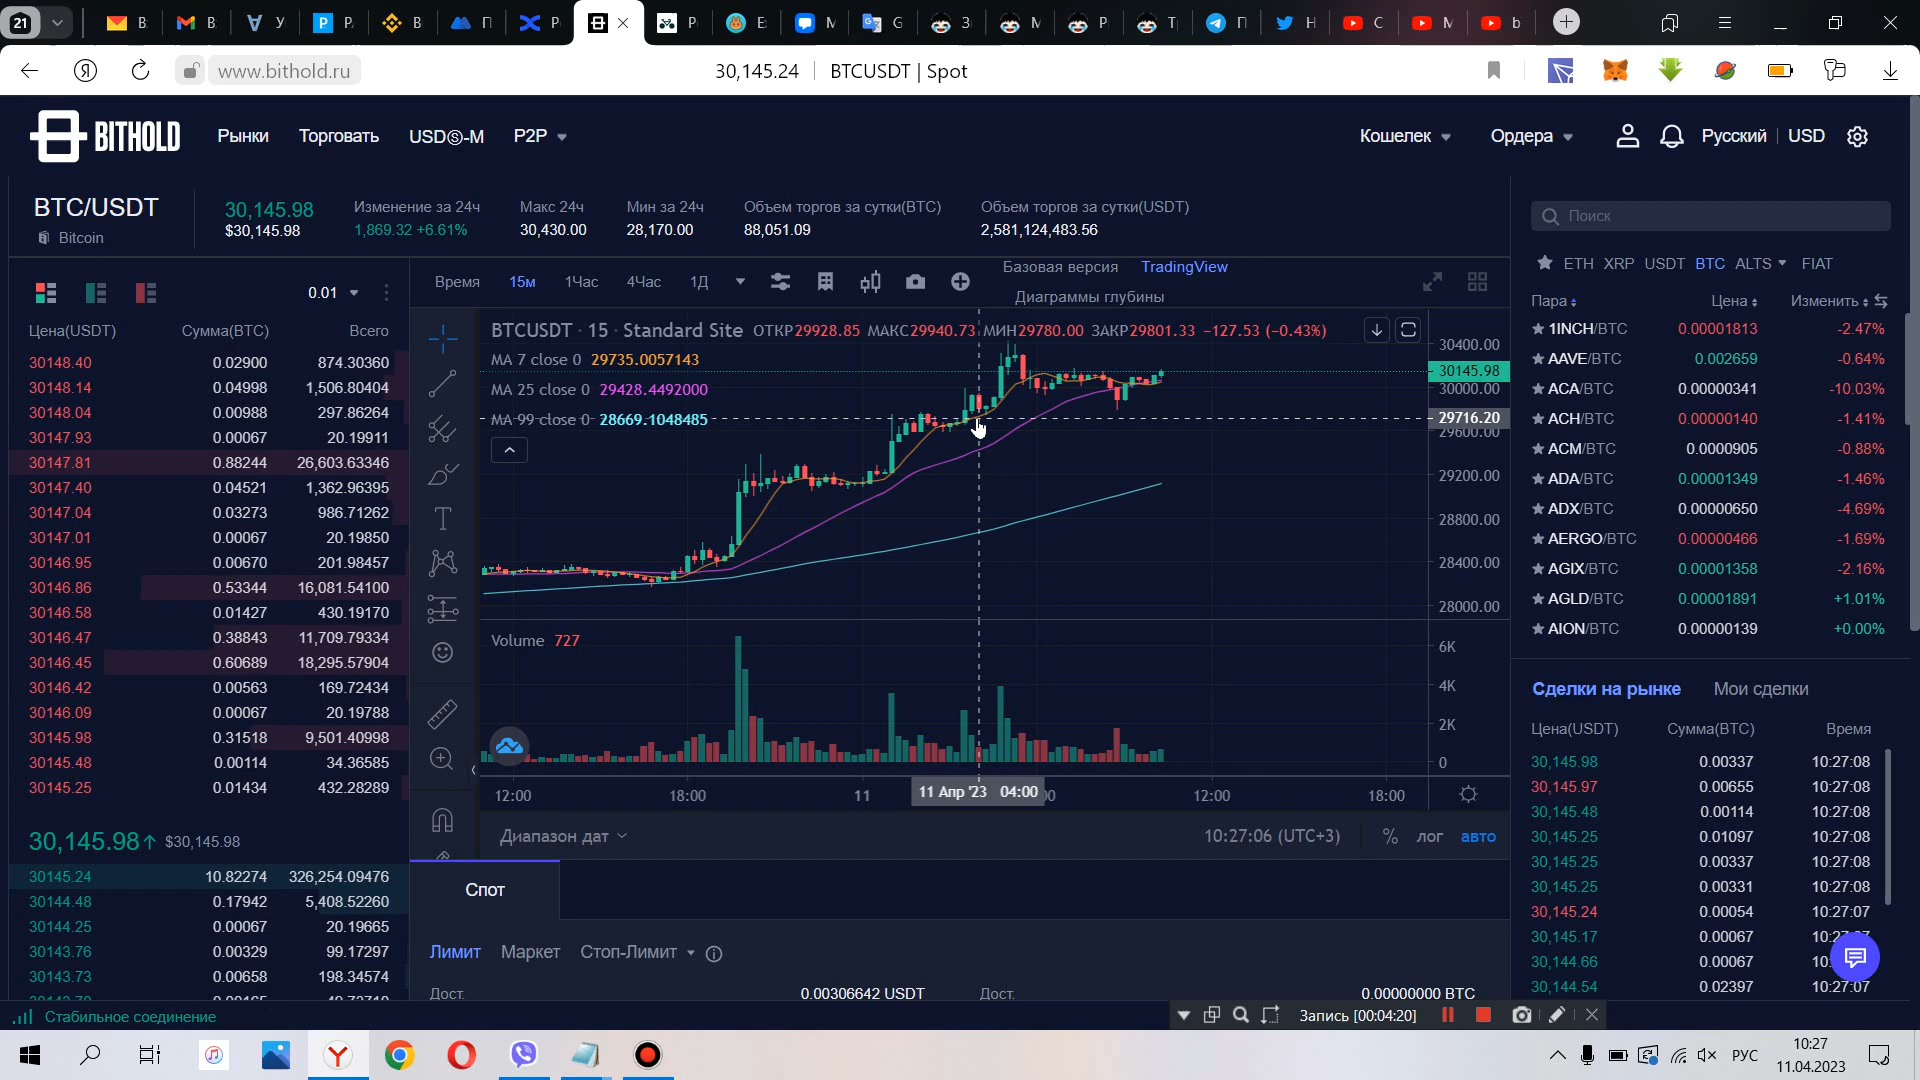 21
www.bithold.ru
30,145.24 | BTCUSDT | Spot
BITHOLD
Рынки Торговать USDⓈ-M P2P
Кошелек Ордера Русский USD
BTC/USDT
Bitcoin
30,145.98
$30,145.98
Изменение за 24ч
1,869.32 +6.61%
Макс 24ч
30,430.00
Мин за 24ч
28,170.00
Объем торгов за сутки(BTC)
88,051.09
Объем торгов за сутки(USDT)
2,581,124,483.56
0.01
Цена(USDT) Сумма(BTC) Всего
30148.40 0.02900 874.30360
30148.14 0.04998 1,506.80404
30148.04 0.00988 297.86264
30147.93 0.00067 20.19911
30147.81 0.88244 26,603.63346
30147.40 0.04521 1,362.96395
30147.04 0.03273 986.71262
30147.01 0.00067 20.19850
30146.95 0.00670 201.98457
30146.86 0.53344 16,081.54100
30146.58 0.01427 430.19170
30146.47 0.38843 11,709.79334
30146.45 0.60689 18,295.57904
30146.42 0.00563 169.72434
30146.09 0.00067 20.19788
30145.98 0.31518 9,501.40998
30145.48 0.00114 34.36585
30145.25 0.01434 432.28289
30,145.98↑ $30,145.98
30145.24 10.82274 326,254.09476
30144.48 0.17942 5,408.52260
30144.25 0.00067 20.19665
30143.76 0.00329 99.17297
30143.73 0.00658 198.34574
Время 15м 1Час 4Час 1Д
Базовая версия TradingView
Диаграммы глубины
BTCUSDT · 15 · Standard Site ОТКР29928.85 МАКС29940.73 МИН29780.00 ЗАКР29801.33 -127.53 (-0.43%)
MA 7 close 0 29735.0057143
MA 25 close 0 29428.4492000
MA 99 close 0 28669.1048485
30400.00
30145.98
30000.00
29716.20
29600.00
29200.00
28800.00
28400.00
28000.00
Volume 727
6K
4K
2K
0
12:00 18:00 11 11 Апр '23 04:00 12:00 18:00
Диапазон дат 10:27:06 (UTC+3) % лог авто
Спот
Лимит Маркет Стоп-Лимит
Дост. 0.00306642 USDT Дост. 0.00000000 BTC
Поиск
ETH XRP USDT BTC ALTS FIAT
Пара Цена Изменить
1INCH/BTC 0.00001813 -2.47%
AAVE/BTC 0.002659 -0.64%
ACA/BTC 0.00000341 -10.03%
ACH/BTC 0.00000140 -1.41%
ACM/BTC 0.0000905 -0.88%
ADA/BTC 0.00001349 -1.46%
ADX/BTC 0.00000650 -4.69%
AERGO/BTC 0.00000466 -1.69%
AGIX/BTC 0.00001358 -2.16%
AGLD/BTC 0.00001891 +1.01%
AION/BTC 0.00000139 +0.00%
Сделки на рынке Мои сделки
Цена(USDT) Сумма(BTC) Время
30,145.98 0.00337 10:27:08
30,145.97 0.00655 10:27:08
30,145.48 0.00114 10:27:08
30,145.25 0.01097 10:27:08
30,145.25 0.00337 10:27:08
30,145.25 0.00331 10:27:08
30,145.24 0.00054 10:27:07
30,145.17 0.00067
30,144.66 0.00067
30,144.54 0.02397 10:27:07
Стабильное соединение
Запись [00:04:20]
РУС
10:27
11.04.2023